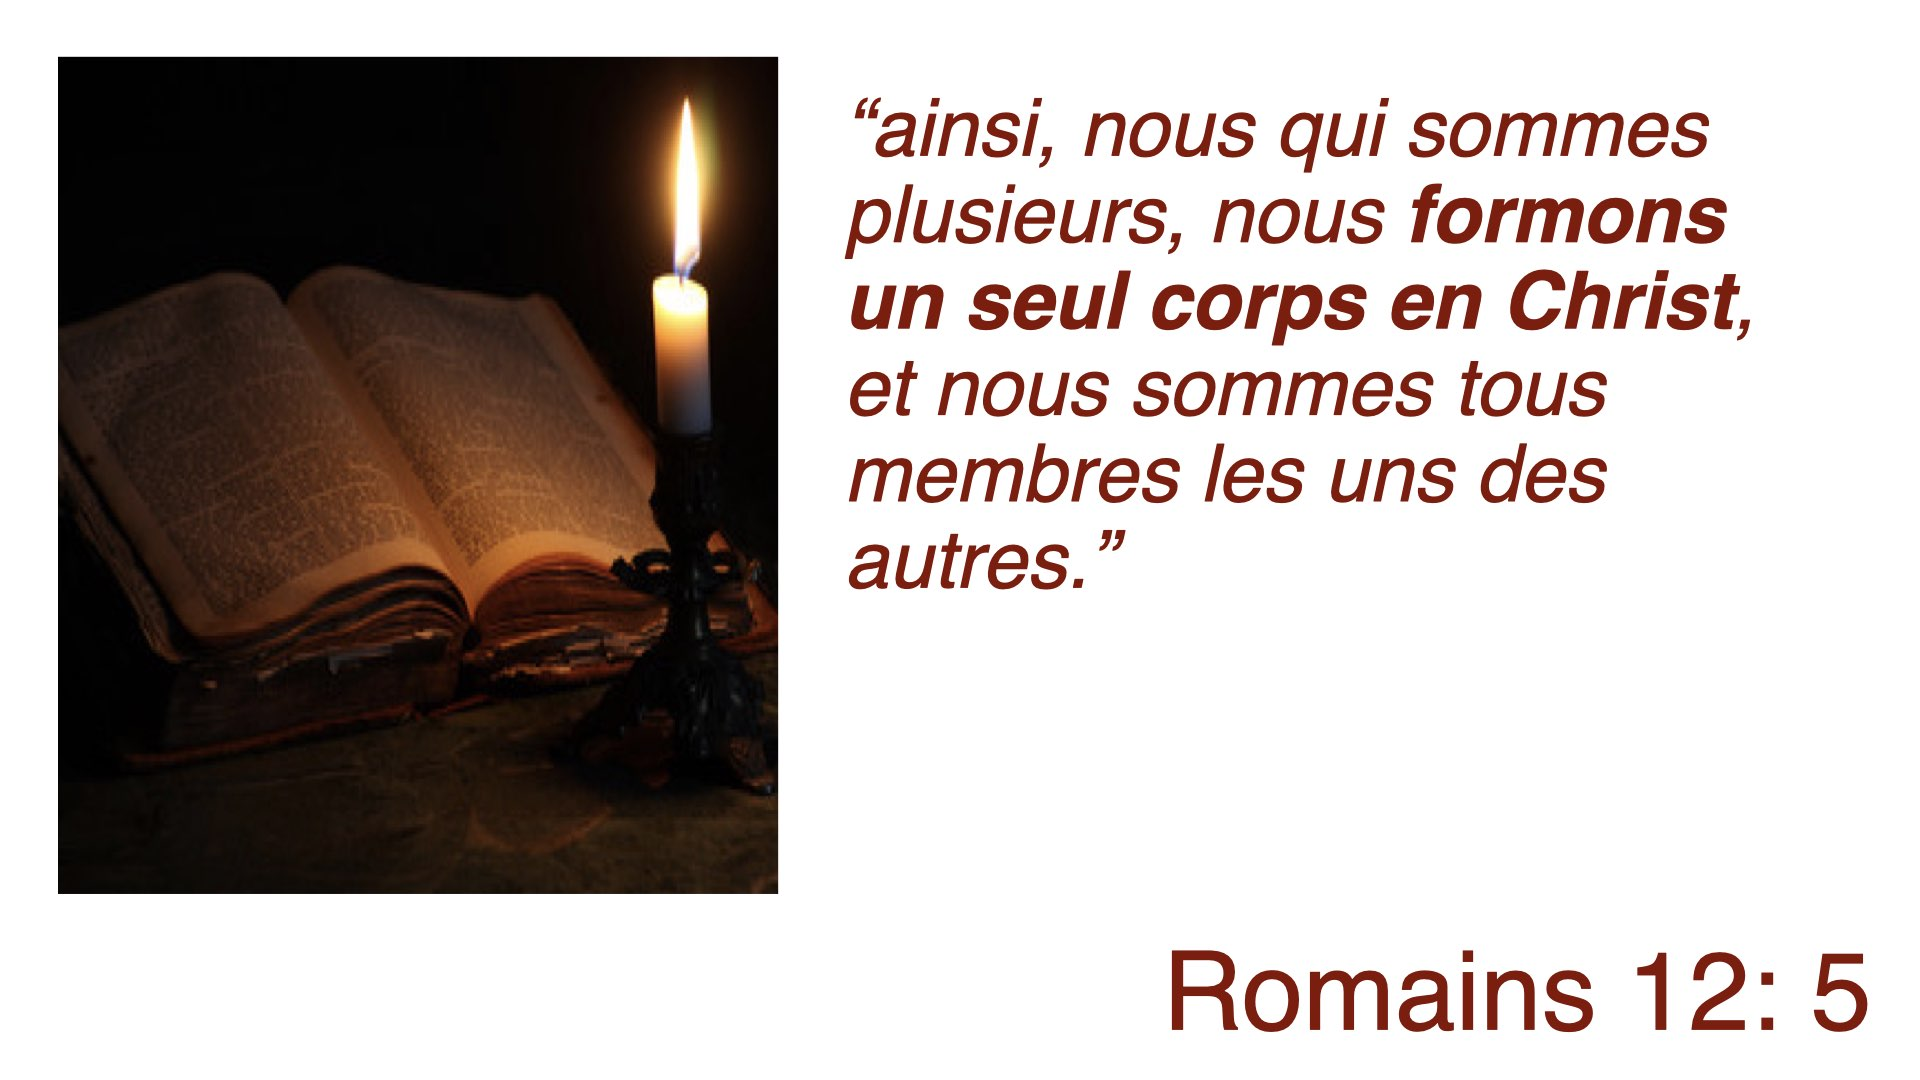 “ainsi, nous qui sommes
plusieurs, nous formons
un seul corps en Christ,
et nous sommes tous
membres les uns des
autres.”
Romains 12: 5